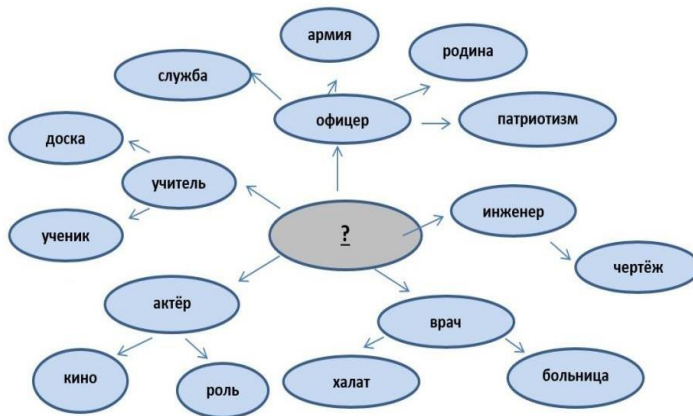 армия
родина
служба
офицер
патриотизм
доска
учитель
ученик
?
инженер
чертёж
актёр
врач
кино
роль
халат
больница